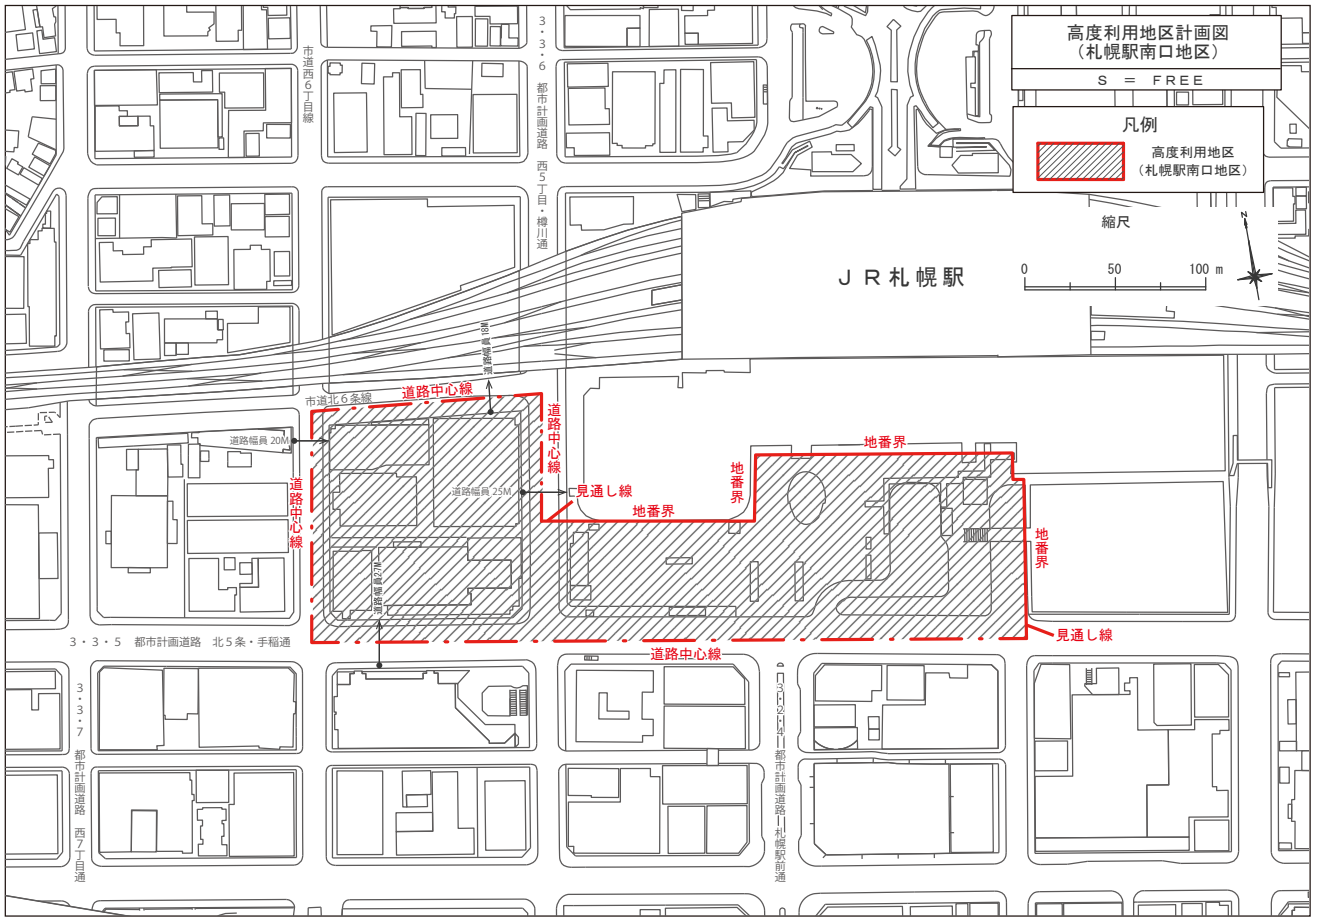 高度利用地区計画図
(札幌駅南口地区)
S = FREE
凡例
高度利用地区
(札幌駅南口地区)
縮尺
N
0 50 100 m
JR札幌駅
市道西6丁目線
3・3・6 都市計画道路 西5丁目・樽川通
道路幅員 18M
市道北6条線
道路中心線
道路中心線
道路幅員 20M
道路中心線
道路幅員 25M
見通し線
地番界
地番界
地番界
地番界
道路幅員27M
3・3・5 都市計画道路 北5条・手稲通
道路中心線
見通し線
3・3・7 都市計画道路 西7丁目通
3・2・4 都市計画道路 札幌駅前通